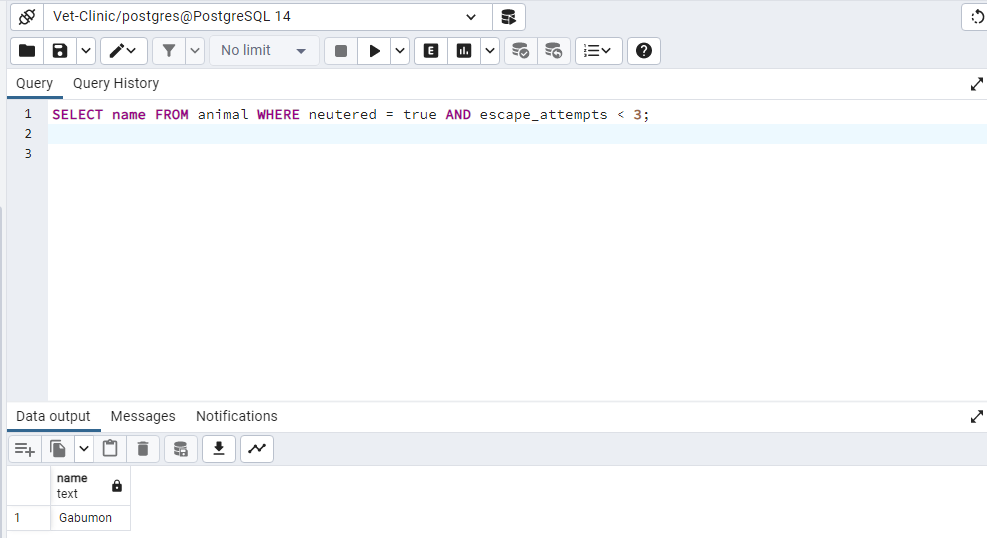 Vet-Clinic/postgres@PostgreSQL 14
No limit
E
Query Query History
1 SELECT name FROM animal WHERE neutered = true AND escape_attempts < 3;
2
3
Data output Messages Notifications
name
text
1 Gabumon